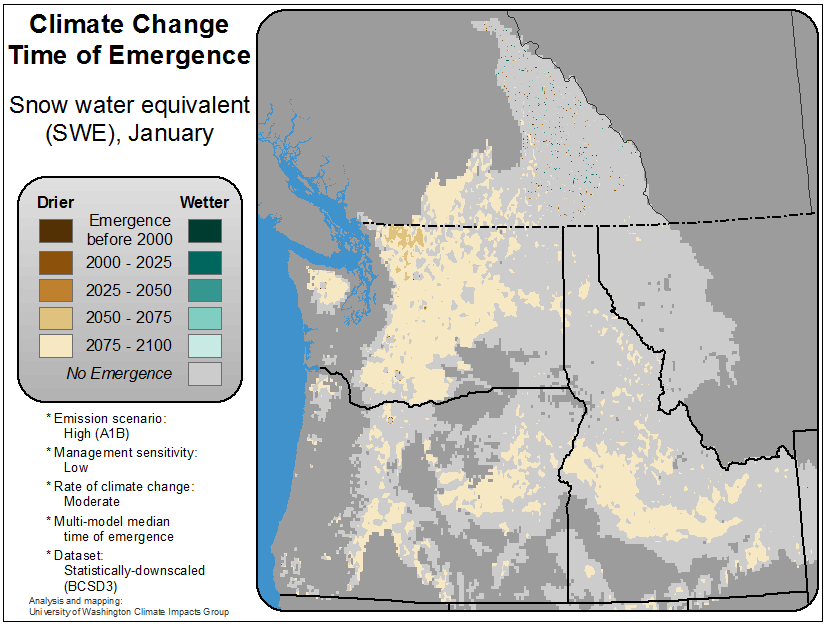 Climate Change
Time of Emergence
Snow water equivalent
(SWE), January
Drier
Wetter
Emergence
before 2000
2000 - 2025
2025 - 2050
2050 - 2075
2075 - 2100
No Emergence
* Emission scenario:
High (A1B)
* Management sensitivity:
Low
* Rate of climate change:
Moderate
* Multi-model median
time of emergence
* Dataset:
Statistically-downscaled
(BCSD3)
Analysis and mapping:
University of Washington Climate Impacts Group